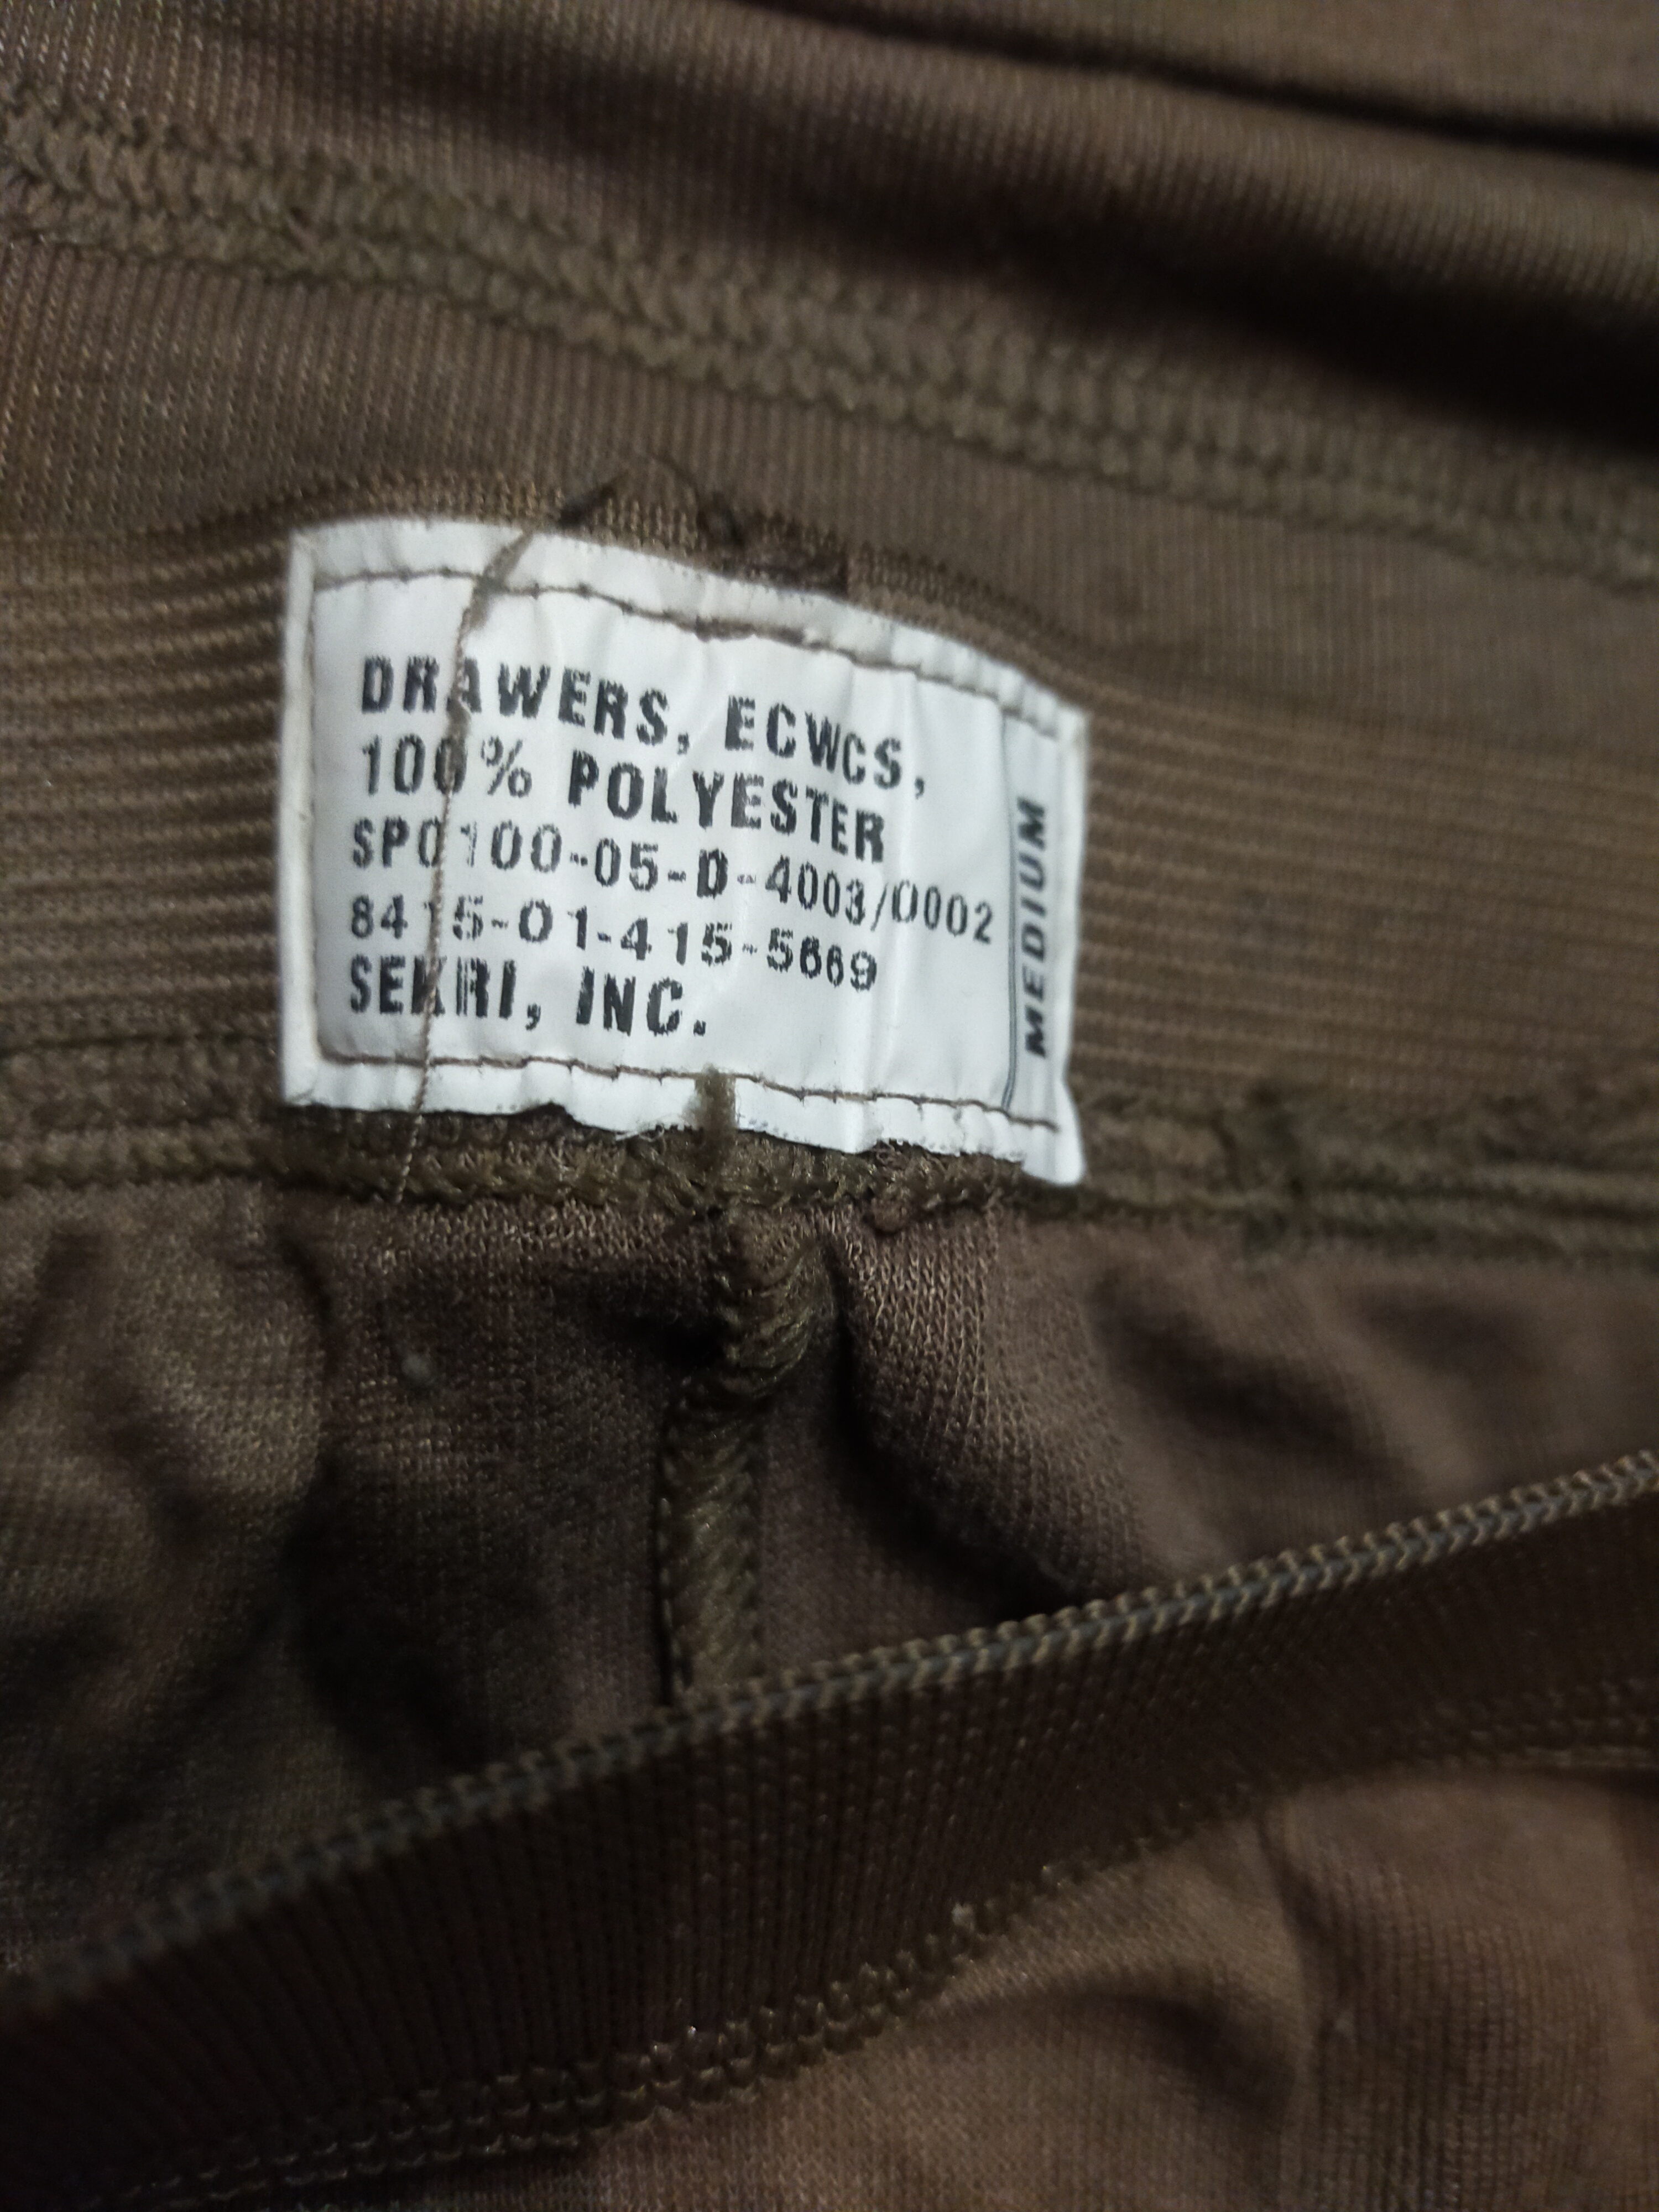 DRAWERS, ECWCS,
100% POLYESTER
SP0100-05-D-4003/0002
8415-01-415-5669
SEKRI, INC.
MEDIUM